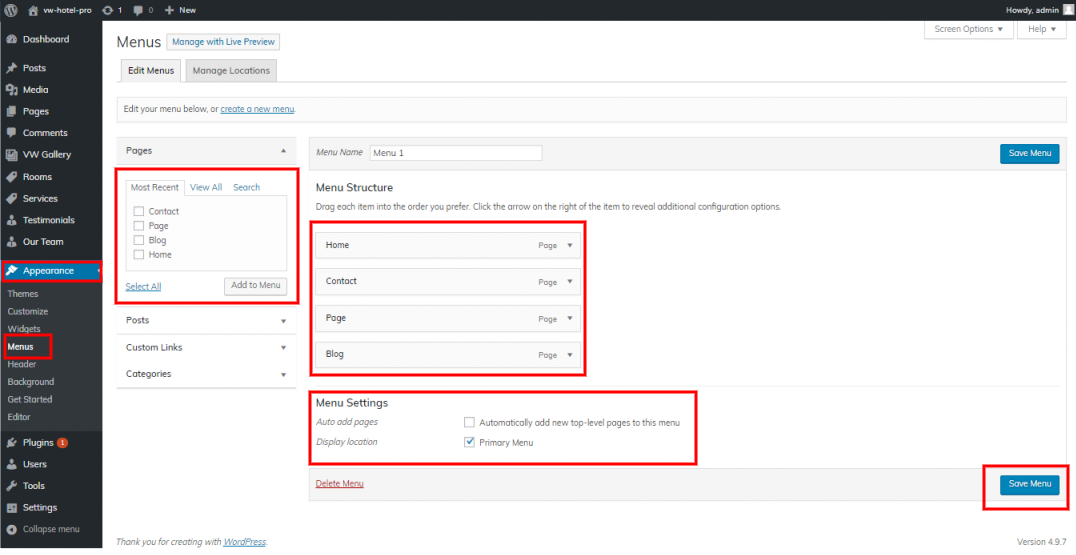 vw-hotel-pro 1 0 New Howdy, admin
Dashboard
Posts
Media
Pages
Comments
VW Gallery
Rooms
Services
Testimonials
Our Team
Appearance
Themes
Customize
Widgets
Menus
Header
Background
Get Started
Editor
Plugins 1
Users
Tools
Settings
Collapse menu
Screen Options Help
Menus Manage with Live Preview
Edit Menus Manage Locations
Edit your menu below, or create a new menu.
Pages
Most Recent View All Search
Contact
Page
Blog
Home
Select All Add to Menu
Posts
Custom Links
Categories
Menu Name Menu 1 Save Menu
Menu Structure
Drag each item into the order you prefer. Click the arrow on the right of the item to reveal additional configuration options.
Home Page
Contact Page
Page Page
Blog Page
Menu Settings
Auto add pages Automatically add new top-level pages to this menu
Display location Primary Menu
Delete Menu Save Menu
Thank you for creating with WordPress. Version 4.9.7